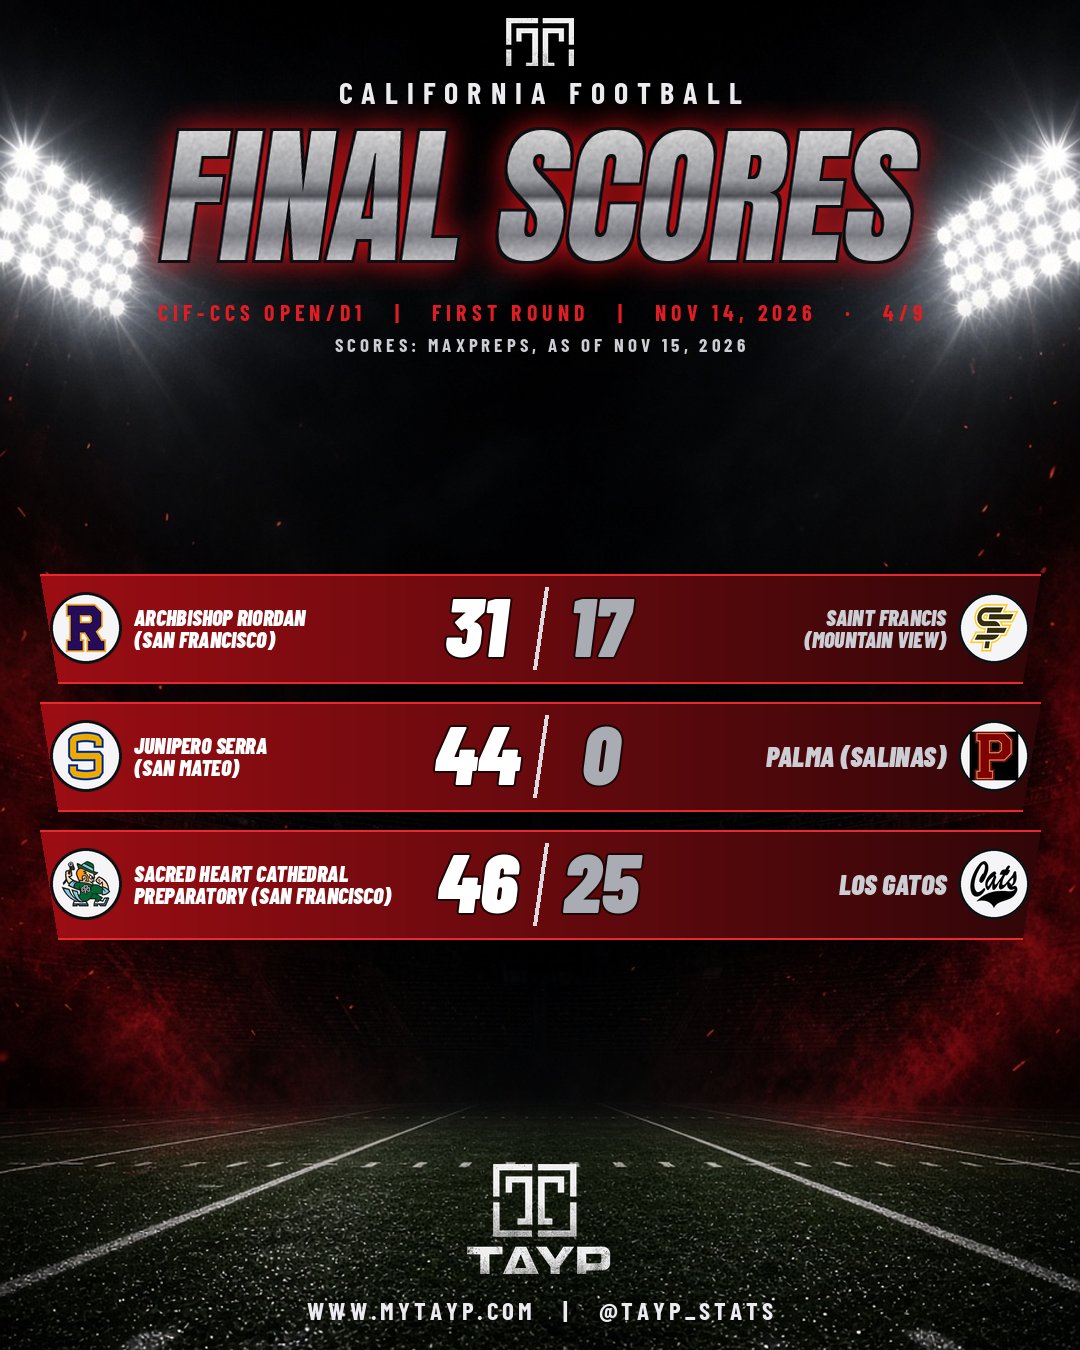 CALIFORNIA FOOTBALL
FINAL SCORES
CIF-CCS OPEN/D1 | FIRST ROUND | NOV 14, 2026 · 4/9
SCORES: MAXPREPS, AS OF NOV 15, 2026
R
ARCHBISHOP RIORDAN
(SAN FRANCISCO)
31 / 17
SAINT FRANCIS
(MOUNTAIN VIEW)
SF
S
JUNIPERO SERRA
(SAN MATEO)
44 / 0
PALMA (SALINAS)
P
SACRED HEART CATHEDRAL
PREPARATORY (SAN FRANCISCO)
46 / 25
LOS GATOS
Cats
TAYP
WWW.MYTAYP.COM | @TAYP_STATS